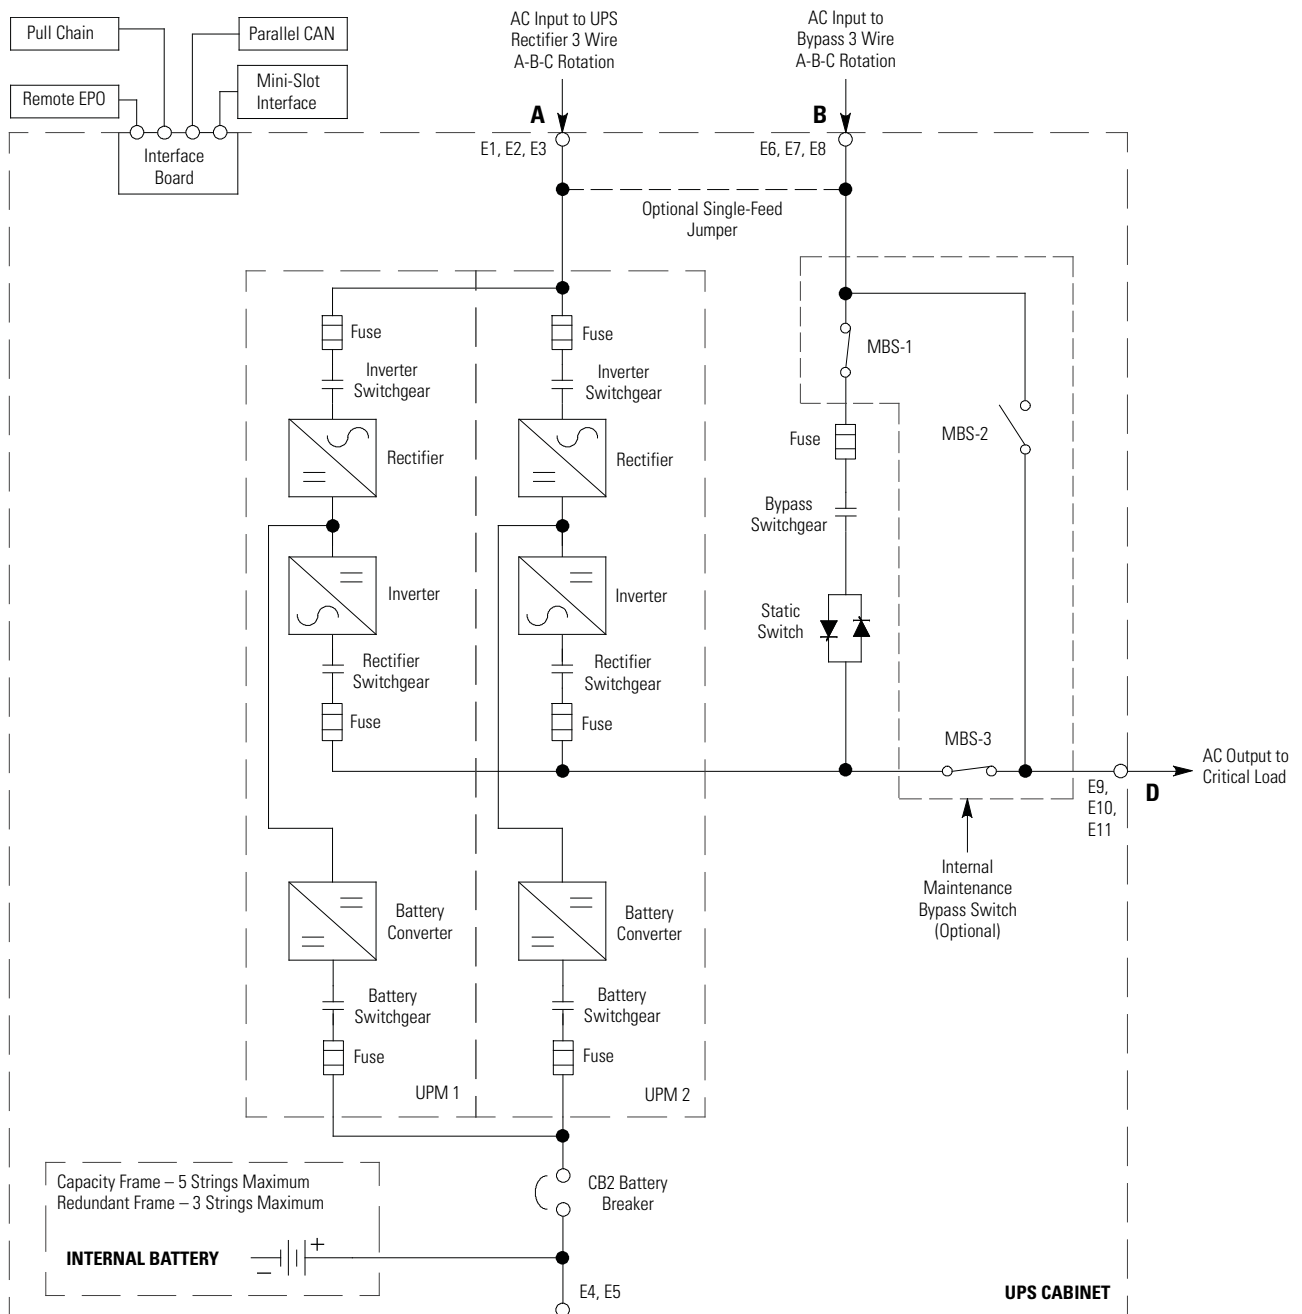 Pull Chain
Parallel CAN
Remote EPO
Mini-Slot
Interface
Interface
Board
AC Input to UPS
Rectifier 3 Wire
A-B-C Rotation
AC Input to
Bypass 3 Wire
A-B-C Rotation
A
B
E1, E2, E3
E6, E7, E8
Optional Single-Feed
Jumper
Fuse
Inverter
Switchgear
Rectifier
Inverter
Rectifier
Switchgear
Fuse
Battery
Converter
Battery
Switchgear
Fuse
UPM 1
Fuse
Inverter
Switchgear
Rectifier
Inverter
Rectifier
Switchgear
Fuse
Battery
Converter
Battery
Switchgear
Fuse
UPM 2
MBS-1
MBS-2
Fuse
Bypass
Switchgear
Static
Switch
MBS-3
E9,
E10,
E11
D
AC Output to
Critical Load
Internal
Maintenance
Bypass Switch
(Optional)
Capacity Frame – 5 Strings Maximum
Redundant Frame – 3 Strings Maximum
INTERNAL BATTERY
+
–
CB2 Battery
Breaker
E4, E5
UPS CABINET